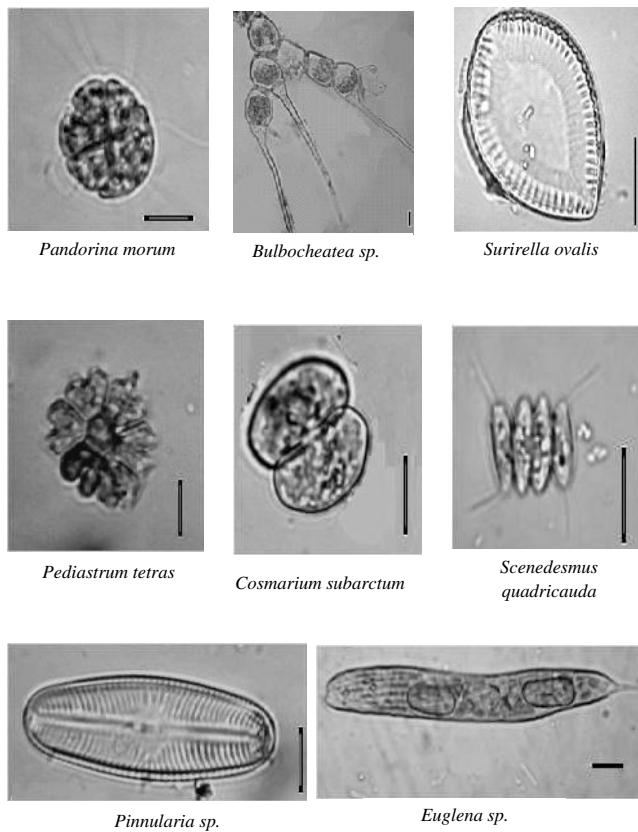 Pandorina morum
Bulbocheatea sp.
Surirella ovalis
Pediastrum tetras
Cosmarium subarctum
Scenedesmus
quadricauda
Pinnularia sp.
Euglena sp.